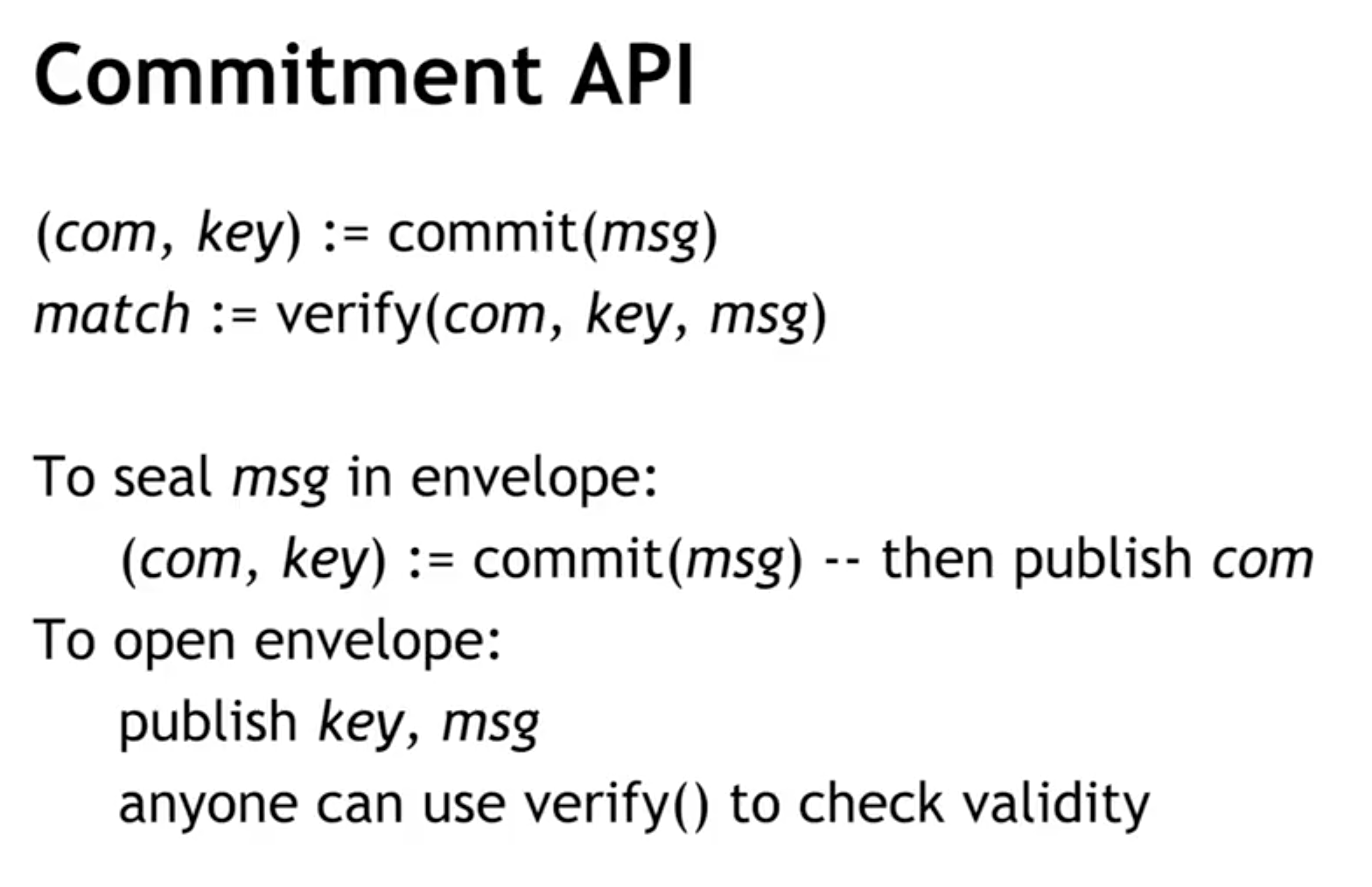 Commitment API
(com, key) := commit(msg)
match := verify(com, key, msg)
To seal msg in envelope:
(com, key) := commit(msg) -- then publish com
To open envelope:
publish key, msg
anyone can use verify() to check validity